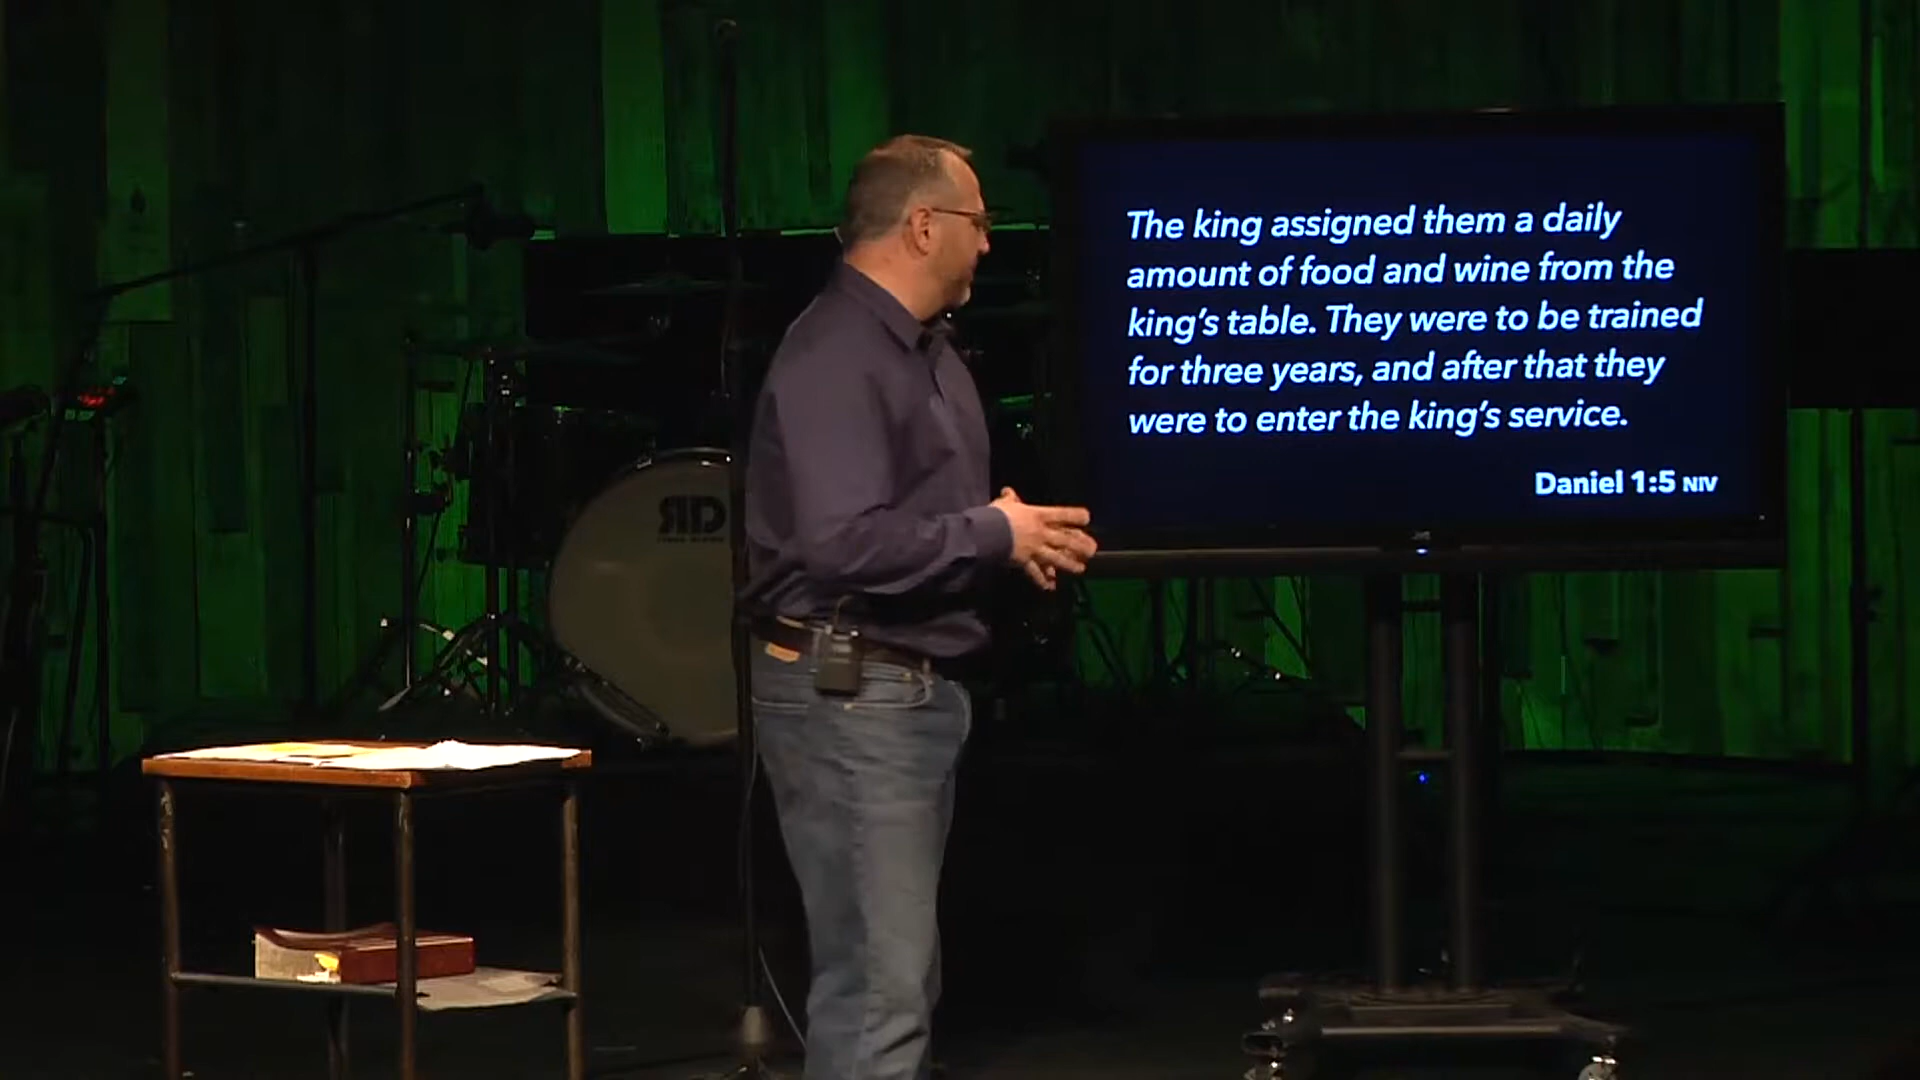 The king assigned them a daily
amount of food and wine from the
king's table. They were to be trained
for three years, and after that they
were to enter the king's service.
Daniel 1:5 NIV